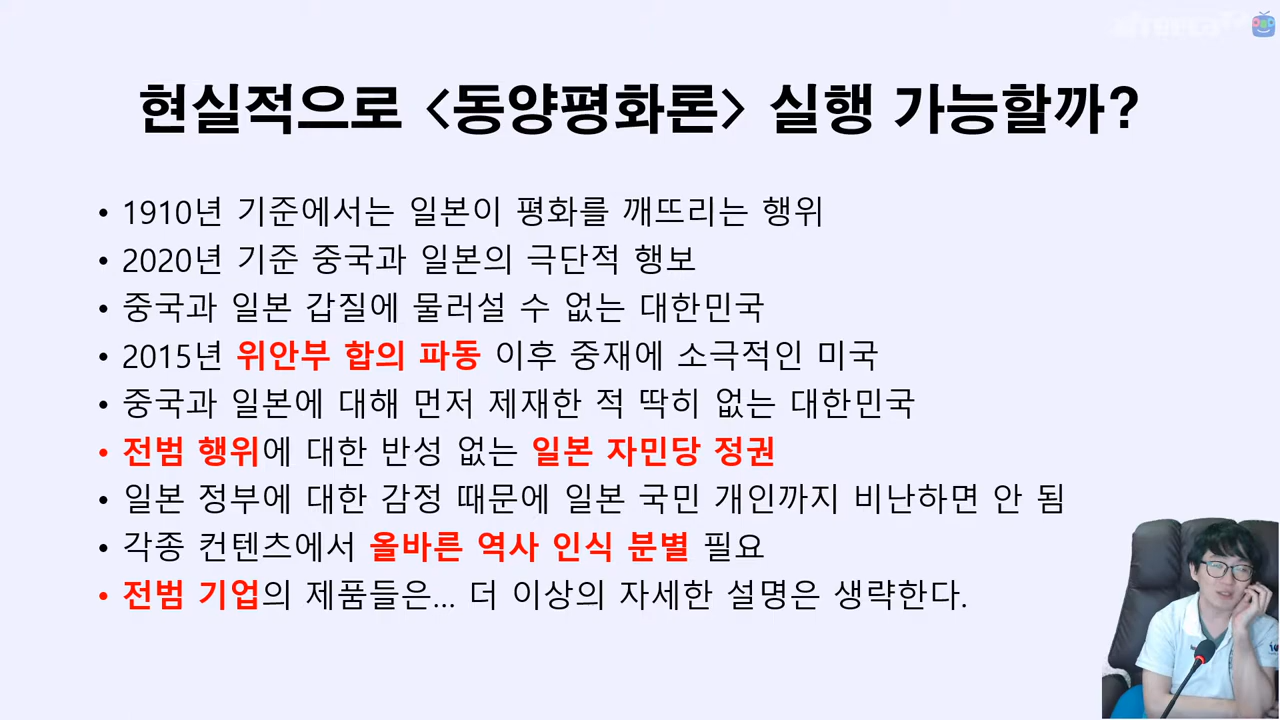 현실적으로 <동양평화론> 실행 가능할까?
• 1910년 기준에서는 일본이 평화를 깨뜨리는 행위
• 2020년 기준 중국과 일본의 극단적 행보
• 중국과 일본 갑질에 물러설 수 없는 대한민국
• 2015년 위안부 합의 파동 이후 중재에 소극적인 미국
• 중국과 일본에 대해 먼저 제재한 적 딱히 없는 대한민국
• 전범 행위에 대한 반성 없는 일본 자민당 정권
• 일본 정부에 대한 감정 때문에 일본 국민 개인까지 비난하면 안 됨
• 각종 컨텐츠에서 올바른 역사 인식 분별 필요
• 전범 기업의 제품들은... 더 이상의 자세한 설명은 생략한다.